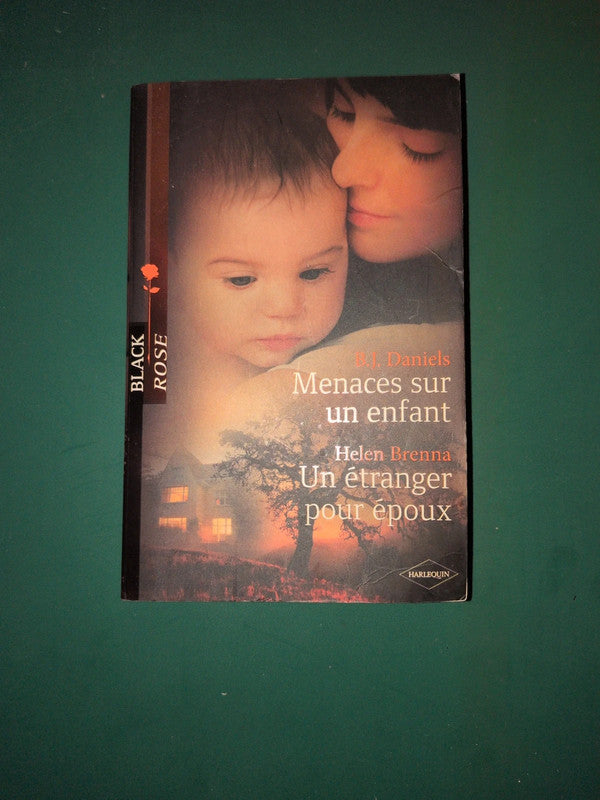 BLACK
ROSE
B.J. Daniels
Menaces sur
un enfant
Helen Brenna
Un étranger
pour époux
HARLEQUIN